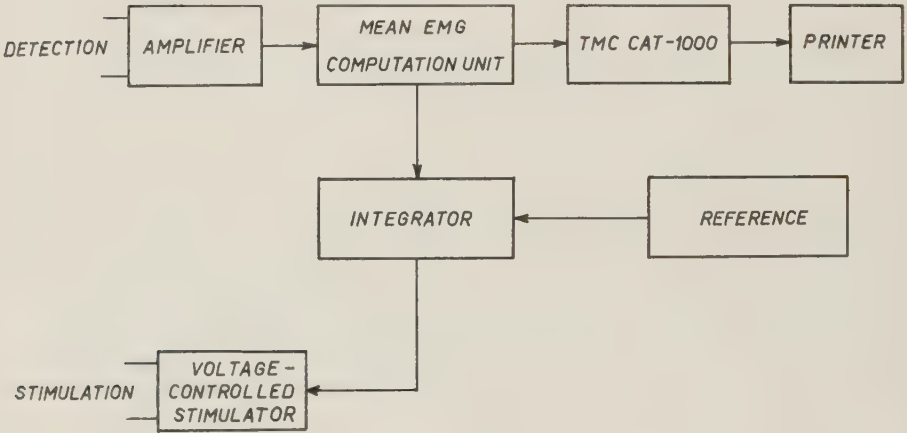 DETECTION
AMPLIFIER
MEAN EMG
COMPUTATION UNIT
TMC CAT-1000
PRINTER
INTEGRATOR
REFERENCE
STIMULATION
VOLTAGE-
CONTROLLED
STIMULATOR